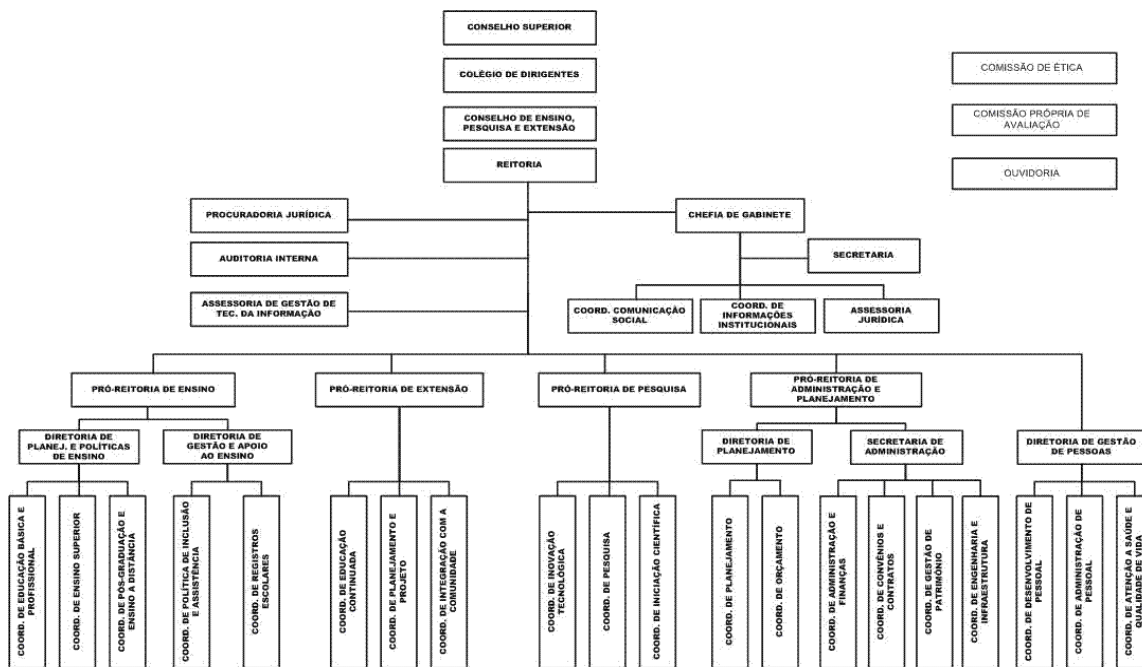 CONSELHO SUPERIOR
COLÉGIO DE DIRIGENTES
CONSELHO DE ENSINO,
PESQUISA E EXTENSÃO
REITORIA
COMISSÃO DE ÉTICA
COMISSÃO PRÓPRIA DE
AVALIAÇÃO
OUVIDORIA
PROCURADORIA JURÍDICA
CHEFIA DE GABINETE
AUDITORIA INTERNA
SECRETARIA
ASSESSORIA DE GESTÃO DE
TEC. DA INFORMAÇÃO
COORD. COMUNICAÇÃO
SOCIAL
COORD. DE
INFORMAÇÕES
INSTITUCIONAIS
ASSESSORIA
JURÍDICA
PRÓ-REITORIA DE ENSINO
PRÓ-REITORIA DE EXTENSÃO
PRÓ-REITORIA DE PESQUISA
PRÓ-REITORIA DE
ADMINISTRAÇÃO E
PLANEJAMENTO
DIRETORIA DE
PLANEJ. E POLÍTICAS
DE ENSINO
DIRETORIA DE
GESTÃO E APOIO
AO ENSINO
DIRETORIA DE
PLANEJAMENTO
SECRETARIA DE
ADMINISTRAÇÃO
DIRETORIA DE GESTÃO
DE PESSOAS
COORD. DE EDUCAÇÃO BÁSICA E
PROFISSIONAL
COORD. DE ENSINO SUPERIOR
COORD. DE PÓS-GRADUAÇÃO E
ENSINO A DISTÂNCIA
COORD. DE POLÍTICA DE INCLUSÃO
E ASSISTÊNCIA
COORD. DE REGISTROS
ESCOLARES
COORD. DE EDUCAÇÃO
CONTINUADA
COORD. DE PLANEJAMENTO E
PROJETO
COORD. DE INTEGRAÇÃO COM A
COMUNIDADE
COORD. DE INOVAÇÃO
TECNOLÓGICA
COORD. DE PESQUISA
COORD. DE INICIAÇÃO CIENTÍFICA
COORD. DE PLANEJAMENTO
COORD. DE ORÇAMENTO
COORD. DE ADMINISTRAÇÃO E
FINANÇAS
COORD. DE CONVÊNIOS E
CONTRATOS
COORD. DE GESTÃO DE
PATRIMÔNIO
COORD. DE ENGENHARIA E
INFRAESTRUTURA
COORD. DE DESENVOLVIMENTO DE
PESSOAL
COORD. DE ADMINISTRAÇÃO DE
PESSOAL
COORD. DE ATENÇÃO A SAÚDE E
QUALIDADE DE VIDA